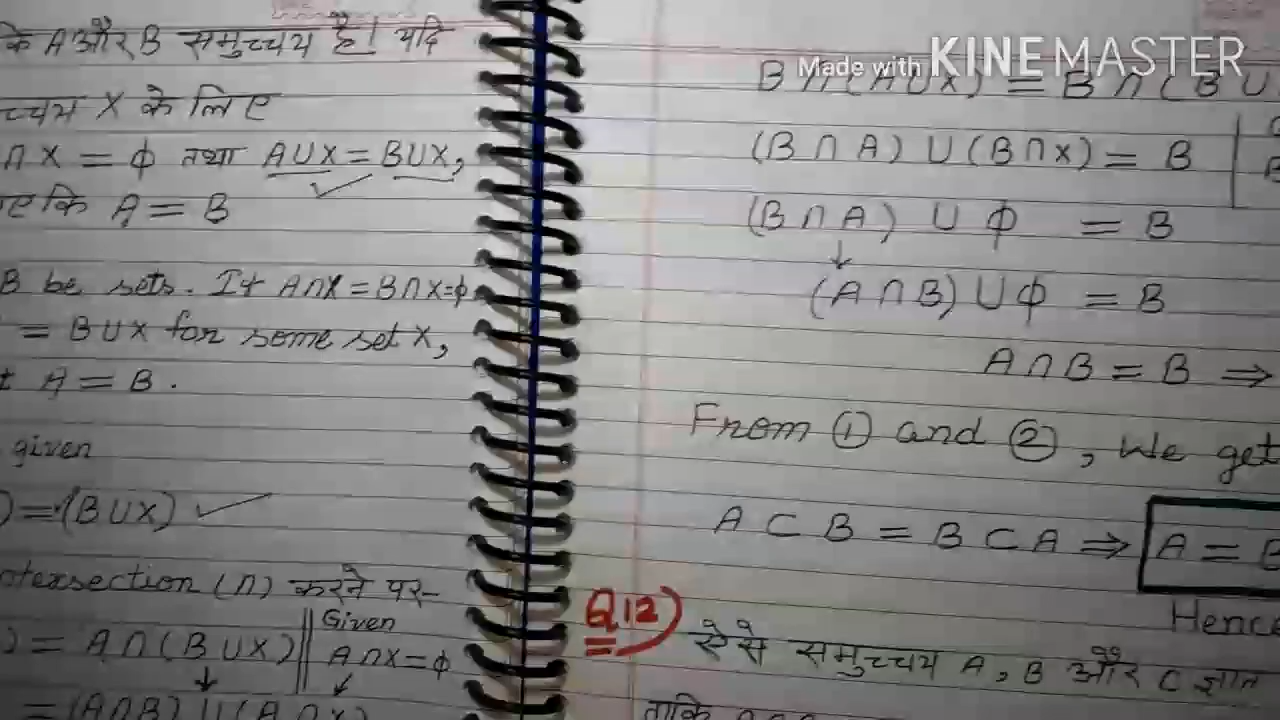 कि A और B समुच्चय है। यदि
च्चय X के लिए
∩ X = ϕ तथा A∪X = B∪X,
कि A = B
B be sets. If A∩X = B∩X = ϕ
= B∪X for some set X,
t A = B.
given
) = (B∪X)
ntersection (∩) करने पर-
) = A∩(B∪X) Given
A∩X = ϕ
= (A∩B) ∪ (A∩X)
Made with KINEMASTER
B∩(A∪X) = B∩(B∪
(B∩A) ∪ (B∩X) = B
(B∩A) ∪ ϕ = B
(A∩B) ∪ ϕ = B
A∩B = B ⇒
From ① and ②, We get
A ⊂ B = B ⊂ A ⇒ A = B
Hence
Q12) ऐसे समुच्चय A, B और C ज्ञात
ताकि